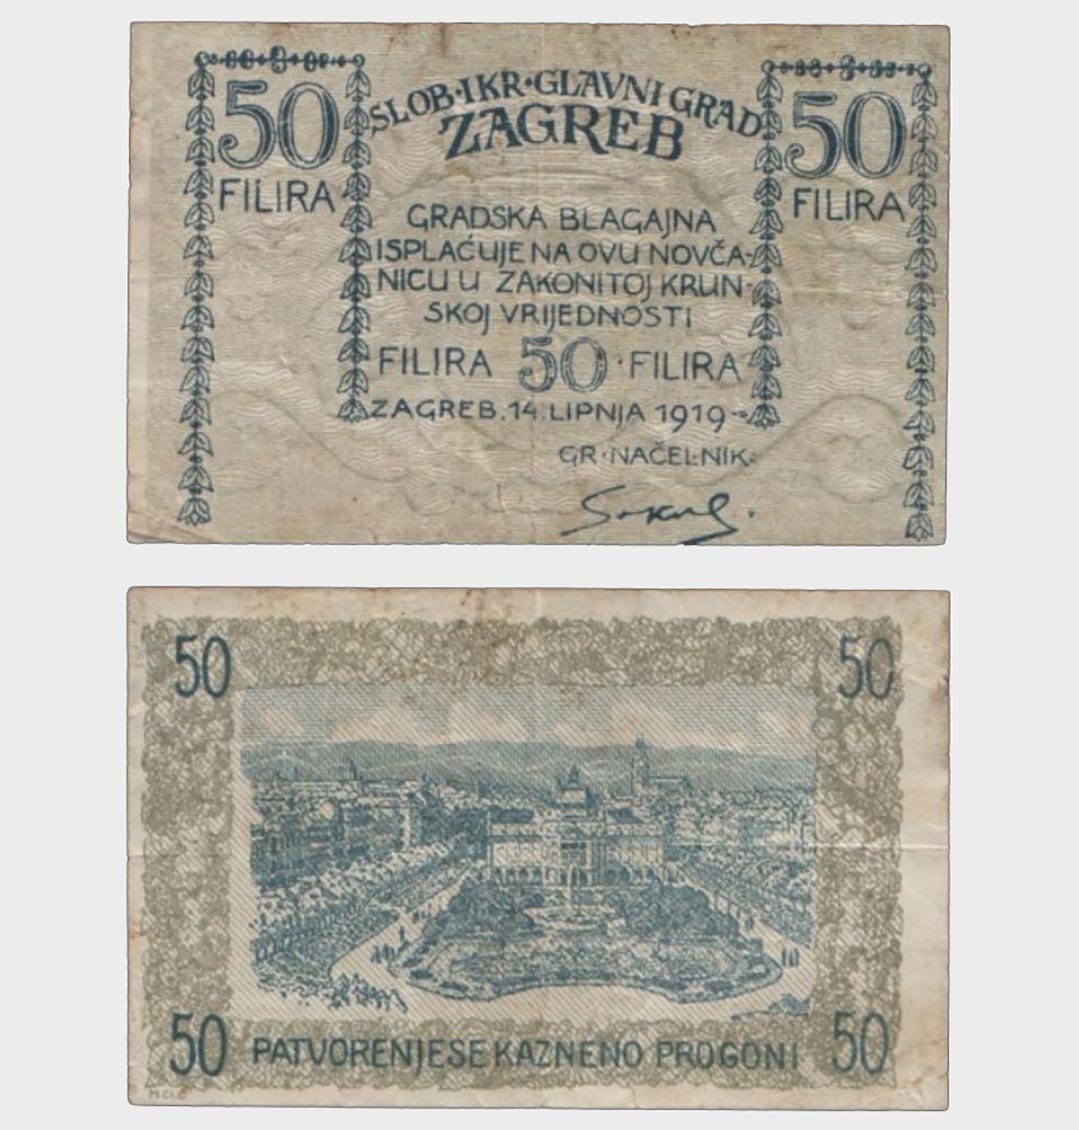 50
FILIRA
SLOB·IKR·GLAVNI GRAD
ZAGREB
50
FILIRA
GRADSKA BLAGAJNA
ISPLAĆUJE NA OVU NOVČA-
NICU U ZAKONITOJ KRUN-
SKOJ VRIJEDNOSTI
FILIRA 50·FILIRA
ZAGREB.14.LIPNJA 1919
GR·NAČELNIK
50
50
50
PATVORENJE SE KAZNENO PROGONI
50